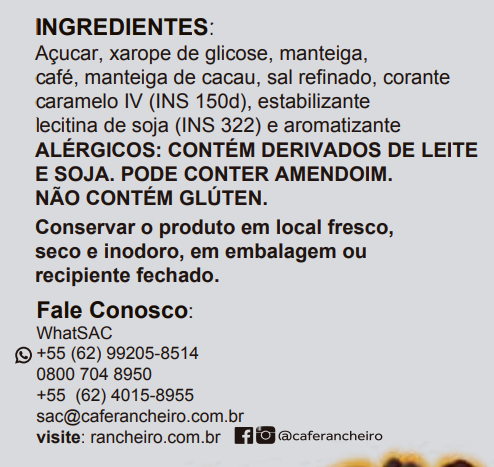 INGREDIENTES:
Açucar, xarope de glicose, manteiga,
café, manteiga de cacau, sal refinado, corante
caramelo IV (INS 150d), estabilizante
lecitina de soja (INS 322) e aromatizante
ALÉRGICOS: CONTÉM DERIVADOS DE LEITE
E SOJA. PODE CONTER AMENDOIM.
NÃO CONTÉM GLÚTEN.
Conservar o produto em local fresco,
seco e inodoro, em embalagem ou
recipiente fechado.
Fale Conosco:
WhatSAC
+55 (62) 99205-8514
0800 704 8950
+55 (62) 4015-8955
sac@caferancheiro.com.br
visite: rancheiro.com.br @caferancheiro